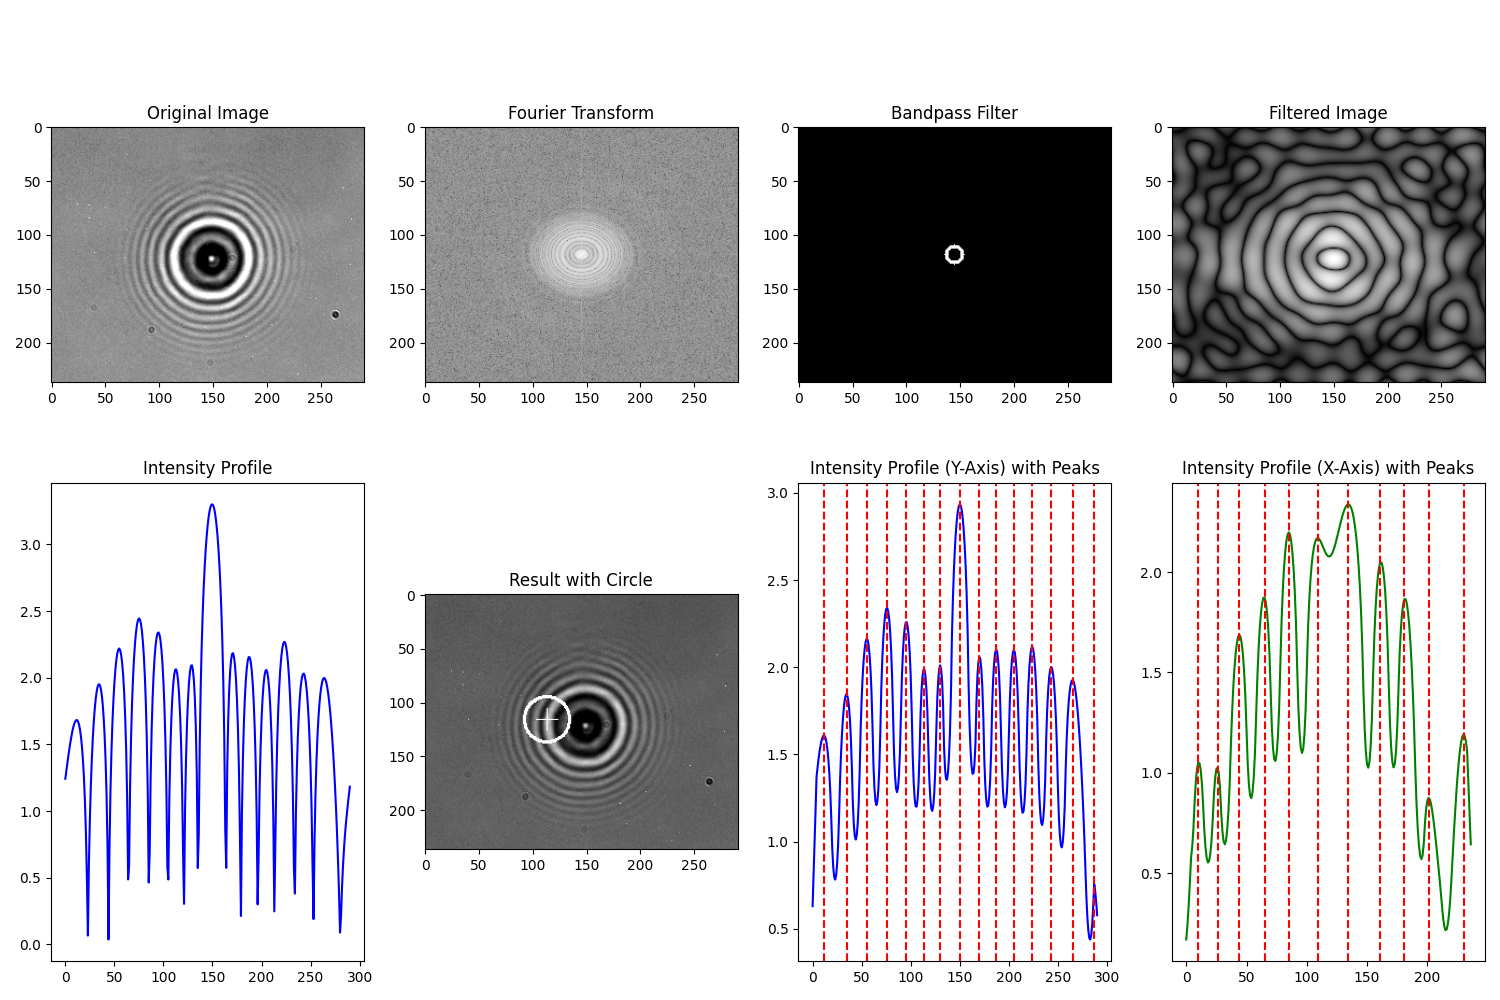 Original Image
0
50
100
150
200
0 50 100 150 200 250
Fourier Transform
0
50
100
150
200
0 50 100 150 200 250
Bandpass Filter
0
50
100
150
200
0 50 100 150 200 250
Filtered Image
0
50
100
150
200
0 50 100 150 200 250
Intensity Profile
3.0
2.5
2.0
1.5
1.0
0.5
0.0
0 50 100 150 200 250 300
Result with Circle
0
50
100
150
200
0 50 100 150 200 250
Intensity Profile (Y-Axis) with Peaks
3.0
2.5
2.0
1.5
1.0
0.5
0 50 100 150 200 250 300
Intensity Profile (X-Axis) with Peaks
2.0
1.5
1.0
0.5
0 50 100 150 200